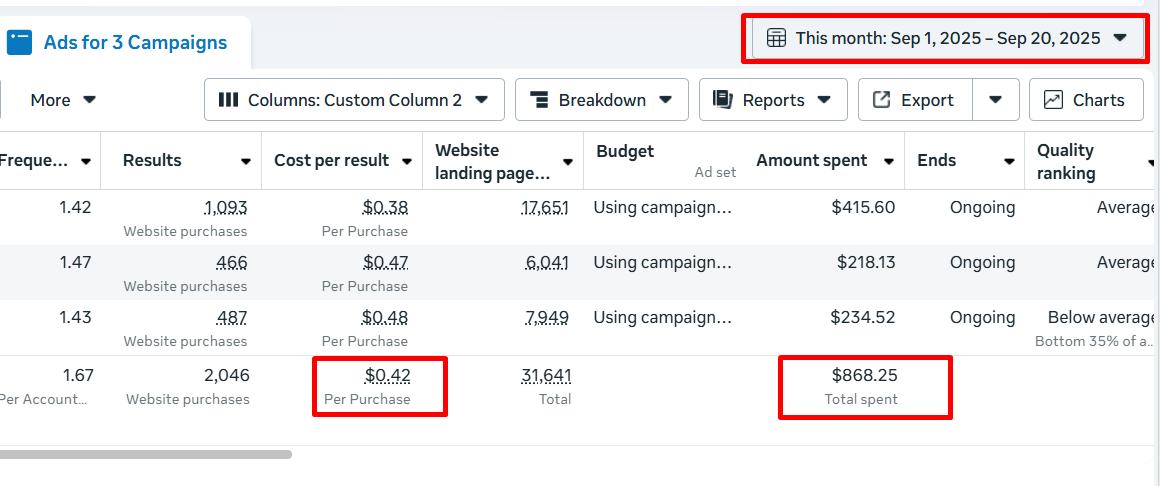 Ads for 3 Campaigns
This month: Sep 1, 2025 – Sep 20, 2025
More
Columns: Custom Column 2
Breakdown
Reports
Export
Charts
Freque...
Results
Cost per result
Website
landing page...
Budget
Ad set
Amount spent
Ends
Quality
ranking
1.42
1,093
$0.38
17,651
Using campaign...
$415.60
Ongoing
Average
Website purchases
Per Purchase
1.47
466
$0.47
6,041
Using campaign...
$218.13
Ongoing
Average
Website purchases
Per Purchase
1.43
487
$0.48
7,949
Using campaign...
$234.52
Ongoing
Below average
Website purchases
Per Purchase
Bottom 35% of a...
1.67
2,046
$0.42
31,641
$868.25
Per Account...
Website purchases
Per Purchase
Total
Total spent